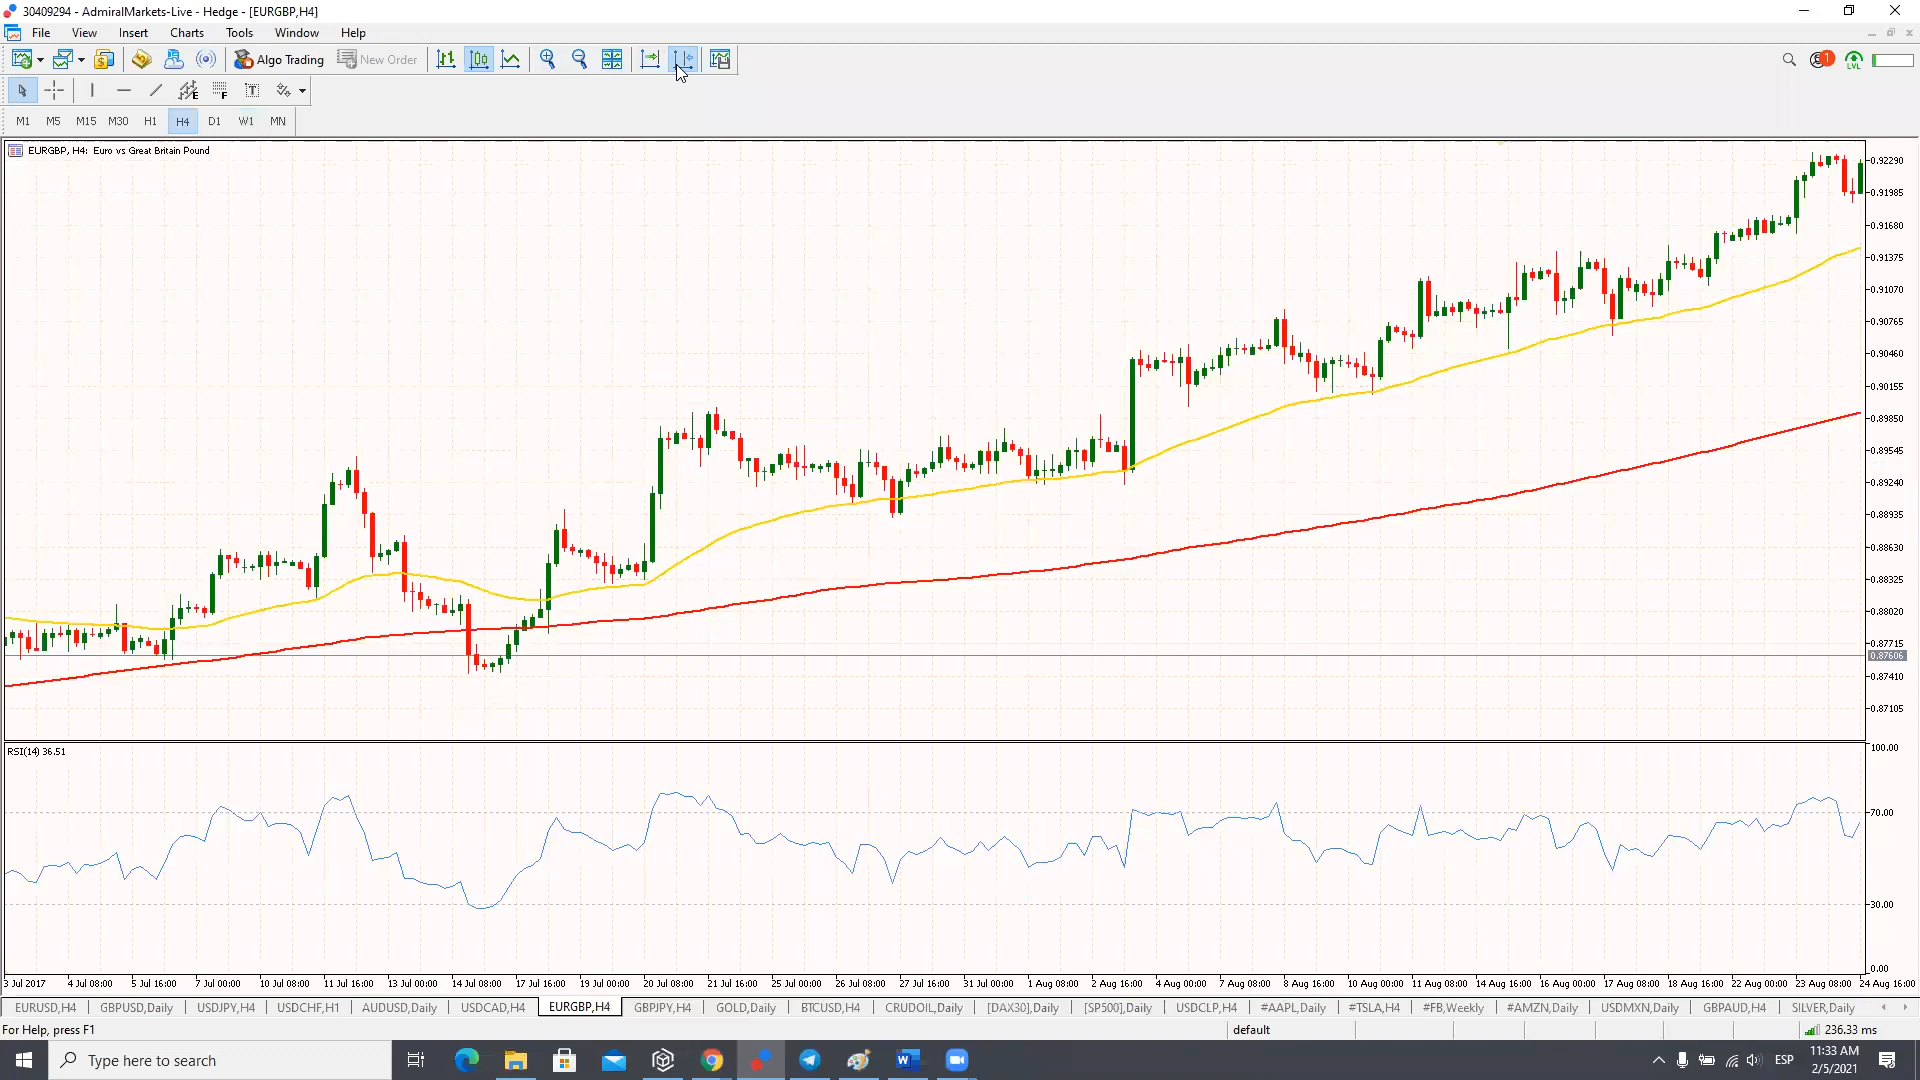 30409294 - AdmiralMarkets-Live - Hedge - [EURGBP,H4]
File View Insert Charts Tools Window Help
Algo Trading New Order
1
LVL
E F T
M1 M5 M15 M30 H1 H4 D1 W1 MN
EURGBP, H4: Euro vs Great Britain Pound
0.92290
0.91985
0.91680
0.91375
0.91070
0.90765
0.90460
0.90155
0.89850
0.89545
0.89240
0.88935
0.88630
0.88325
0.88020
0.87715
0.87606
0.87410
0.87105
RSI(14) 36.51
100.00
70.00
30.00
0.00
3 Jul 2017 4 Jul 08:00 5 Jul 16:00 7 Jul 00:00 10 Jul 08:00 11 Jul 16:00 13 Jul 00:00 14 Jul 08:00 17 Jul 16:00 19 Jul 00:00 20 Jul 08:00 21 Jul 16:00 25 Jul 00:00 26 Jul 08:00 27 Jul 16:00 31 Jul 00:00 1 Aug 08:00 2 Aug 16:00 4 Aug 00:00 7 Aug 08:00 8 Aug 16:00 10 Aug 00:00 11 Aug 08:00 14 Aug 16:00 16 Aug 00:00 17 Aug 08:00 18 Aug 16:00 22 Aug 00:00 23 Aug 08:00 24 Aug 16:00
EURUSD,H4 GBPUSD,Daily USDJPY,H4 USDCHF,H1 AUDUSD,Daily USDCAD,H4 EURGBP,H4 GBPJPY,H4 GOLD,Daily BTCUSD,H4 CRUDOIL,Daily [DAX30],Daily [SP500],Daily USDCLP,H4 #AAPL,Daily #TSLA,H4 #FB,Weekly #AMZN,Daily USDMXN,Daily GBPAUD,H4 SILVER,Daily
For Help, press F1 default 236.33 ms
Type here to search
ESP
11:33 AM
2/5/2021